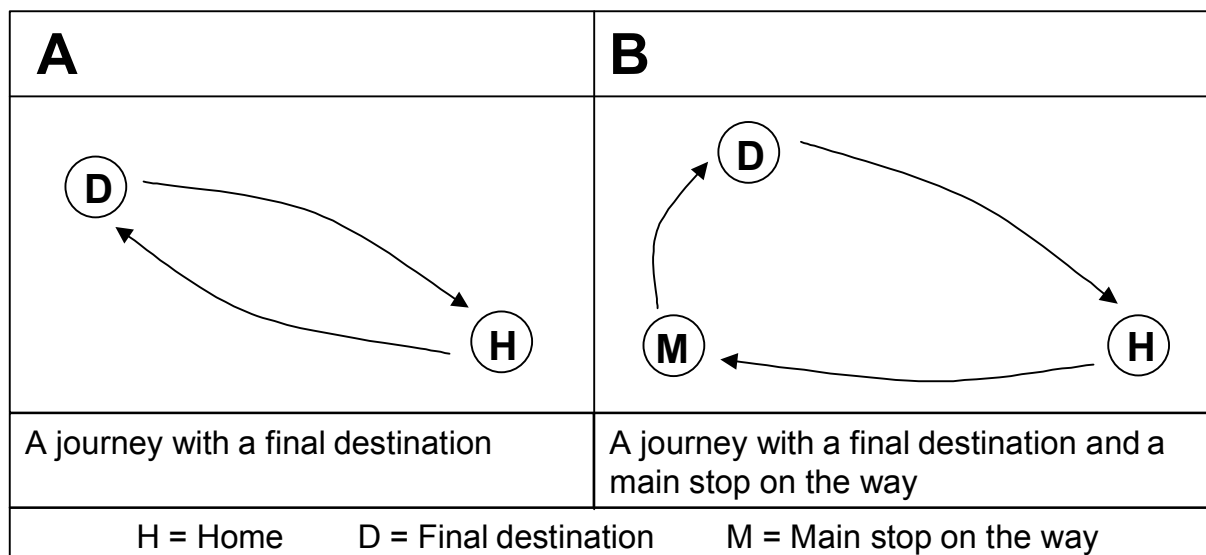 A
B
D
H
D
M
H
A journey with a final destination
A journey with a final destination and a
main stop on the way
H = Home D = Final destination M = Main stop on the way